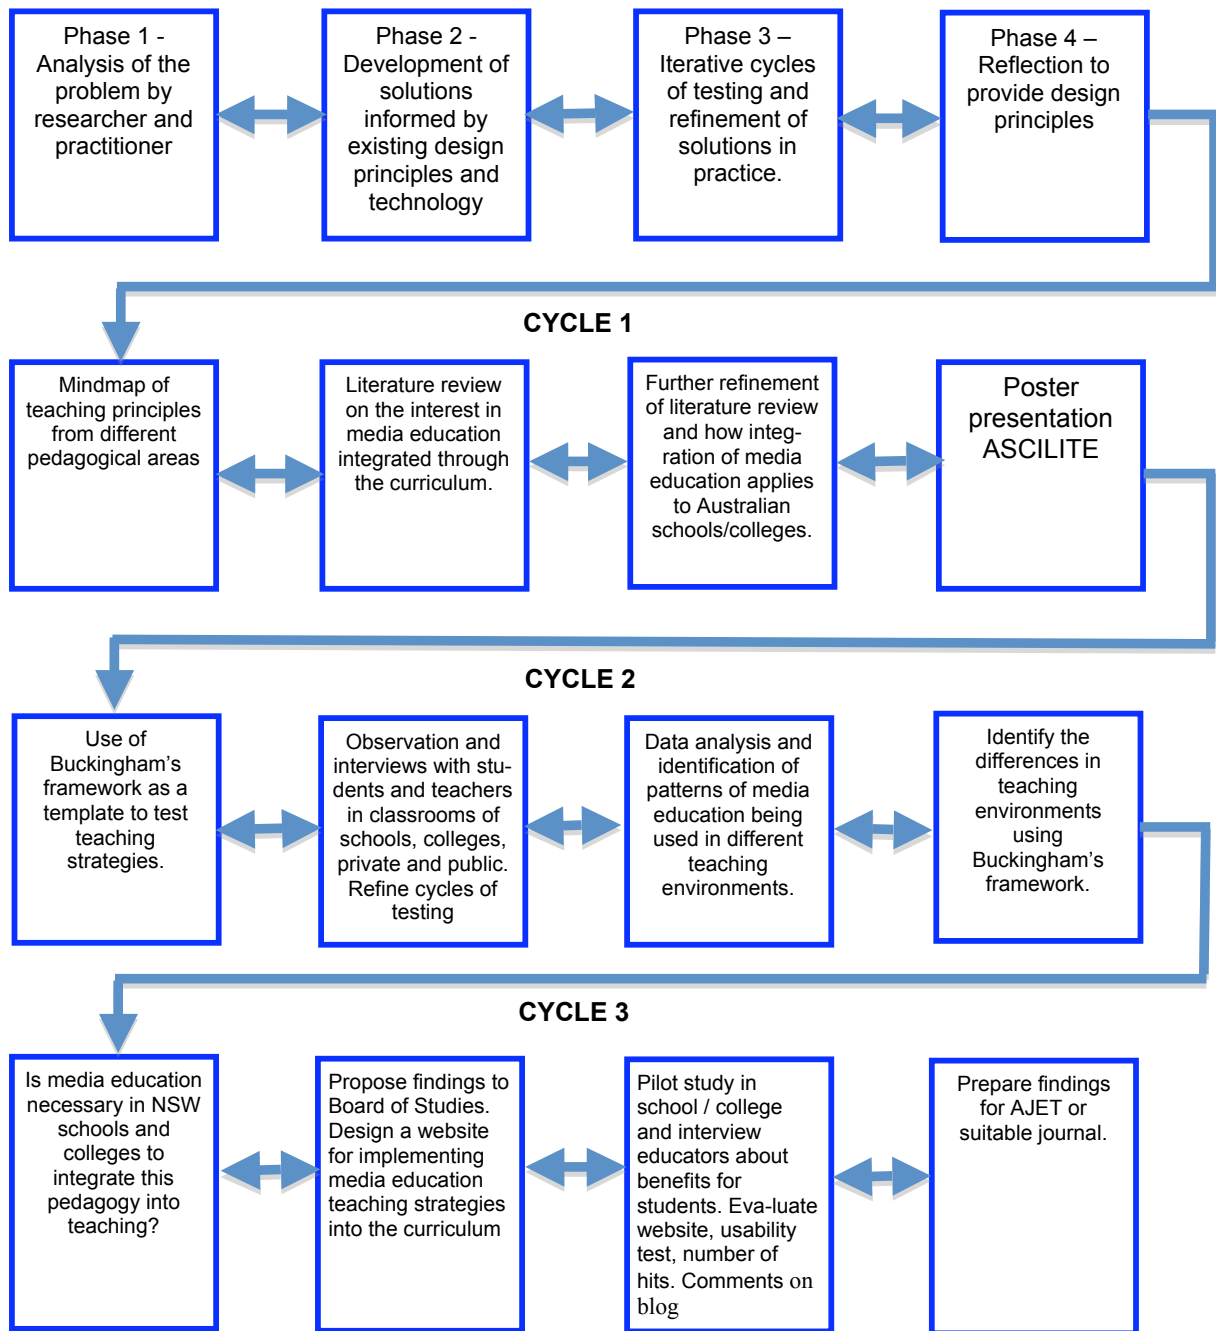 Phase 1 -
Analysis of the
problem by
researcher and
practitioner
Phase 2 -
Development of
solutions
informed by
existing design
principles and
technology
Phase 3 –
Iterative cycles
of testing and
refinement of
solutions in
practice.
Phase 4 –
Reflection to
provide design
principles
CYCLE 1
Mindmap of
teaching principles
from different
pedagogical areas
Literature review
on the interest in
media education
integrated through
the curriculum.
Further refinement
of literature review
and how integ-
ration of media
education applies
to Australian
schools/colleges.
Poster
presentation
ASCILITE
CYCLE 2
Use of
Buckingham’s
framework as a
template to test
teaching
strategies.
Observation and
interviews with stu-
dents and teachers
in classrooms of
schools, colleges,
private and public.
Refine cycles of
testing
Data analysis and
identification of
patterns of media
education being
used in different
teaching
environments.
Identify the
differences in
teaching
environments
using
Buckingham’s
framework.
CYCLE 3
Is media education
necessary in NSW
schools and
colleges to
integrate this
pedagogy into
teaching?
Propose findings to
Board of Studies.
Design a website
for implementing
media education
teaching strategies
into the curriculum
Pilot study in
school / college
and interview
educators about
benefits for
students. Eva-luate
website, usability
test, number of
hits. Comments on
blog
Prepare findings
for AJET or
suitable journal.